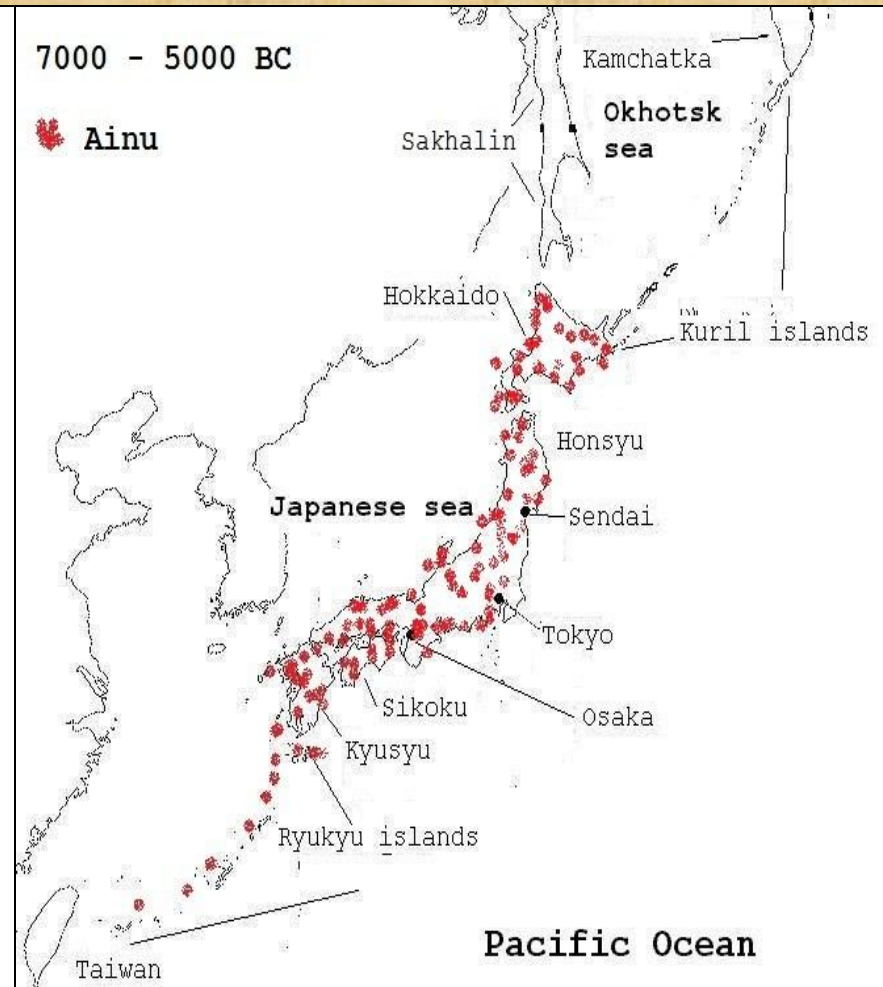 7000 - 5000 BC
Kamchatka
Ainu
Okhotsk
sea
Sakhalin
Hokkaido
Kuril islands
Honsyu
Japanese sea
Sendai
Tokyo
Sikoku
Osaka
Kyusyu
Ryukyu islands
Pacific Ocean
Taiwan